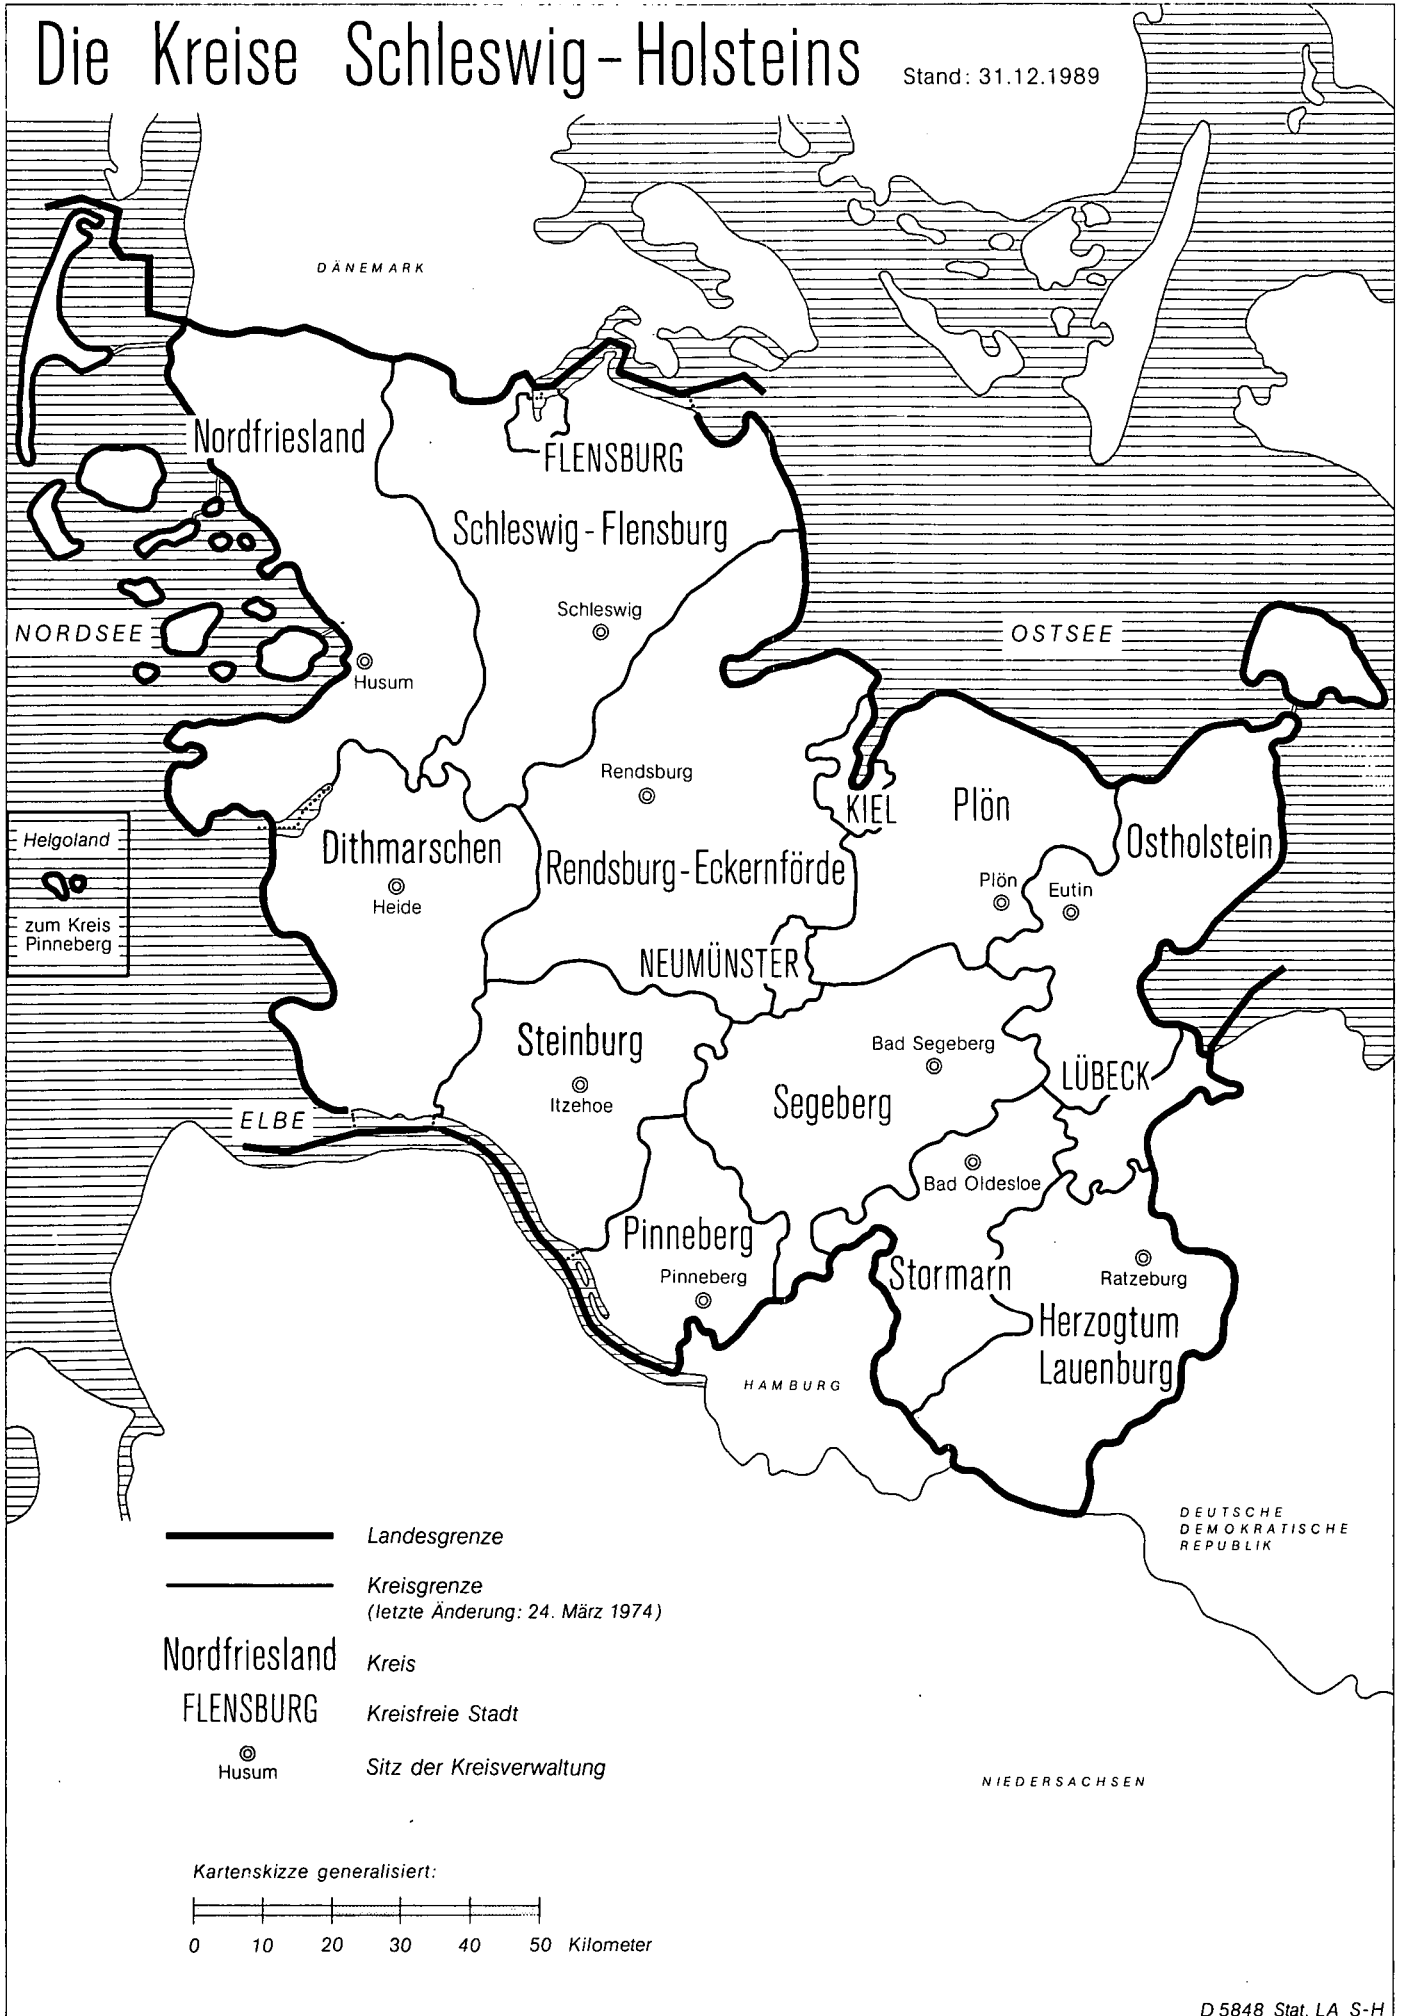 Die Kreise Schleswig-Holsteins
Stand: 31.12.1989
DÄNEMARK
Nordfriesland
FLENSBURG
Schleswig-Flensburg
Schleswig
NORDSEE
OSTSEE
Husum
Rendsburg
KIEL
Plön
Helgoland
zum Kreis
Pinneberg
Dithmarschen
Heide
Rendsburg-Eckernförde
Ostholstein
Plön
Eutin
NEUMÜNSTER
Steinburg
Itzehoe
Bad Segeberg
Segeberg
LÜBECK
ELBE
Bad Oldesloe
Pinneberg
Pinneberg
Stormarn
Ratzeburg
Herzogtum
Lauenburg
HAMBURG
DEUTSCHE
DEMOKRATISCHE
REPUBLIK
Landesgrenze
Kreisgrenze
(letzte Änderung: 24. März 1974)
Nordfriesland Kreis
FLENSBURG Kreisfreie Stadt
Husum Sitz der Kreisverwaltung
NIEDERSACHSEN
Kartenskizze generalisiert:
0 10 20 30 40 50 Kilometer
D 5848 Stat. LA S-H